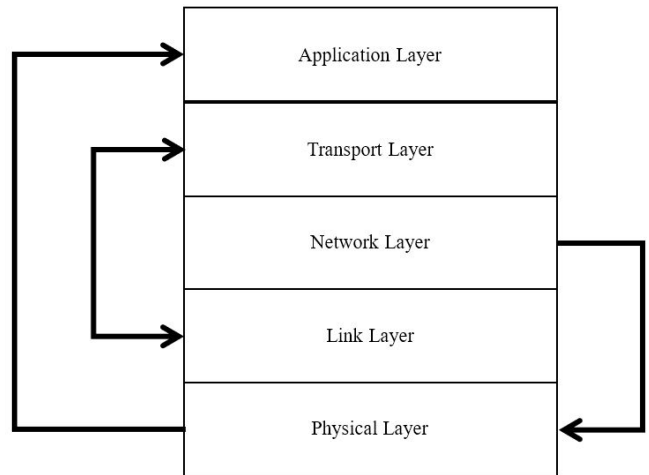 Application Layer
Transport Layer
Network Layer
Link Layer
Physical Layer